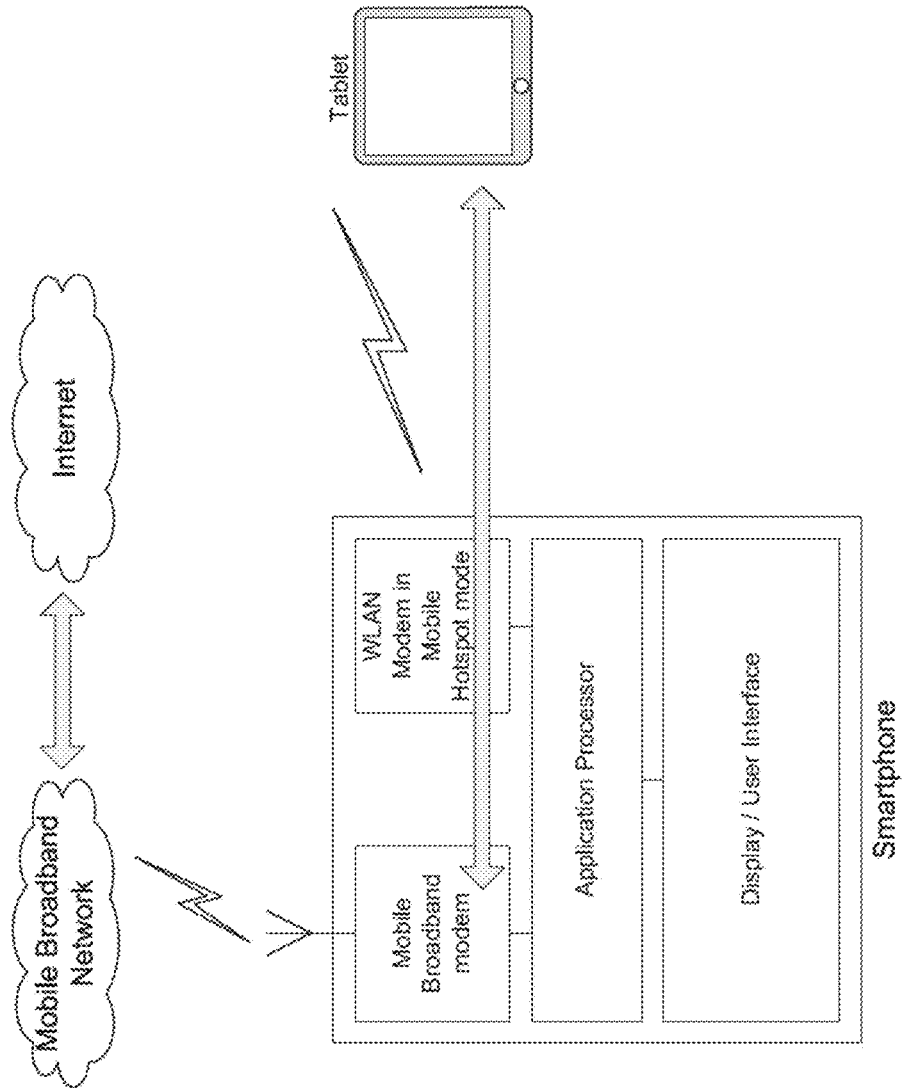 Mobile Broadband
Network
Internet
Tablet
Mobile
Broadband
modem
WLAN
Modem in
Mobile
Hotspot mode
Application Processor
Display / User Interface
Smartphone